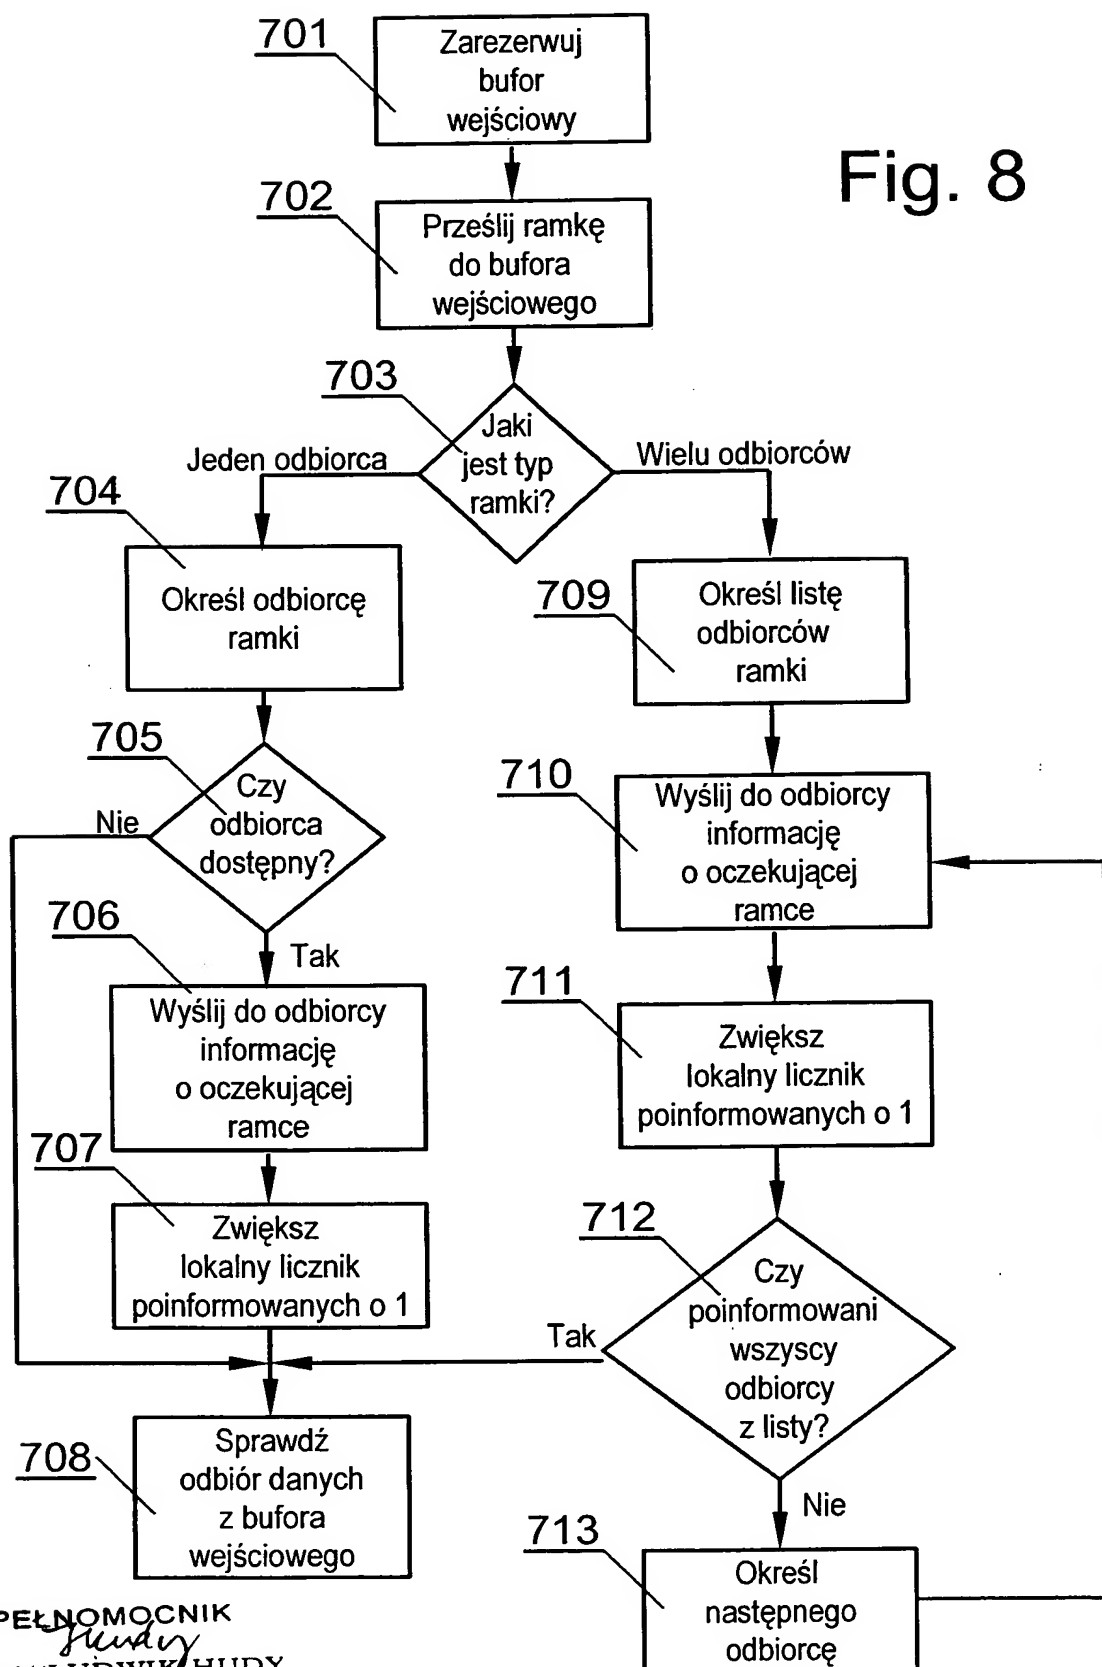 701
Zarezerwuj
bufor
wejściowy
Fig. 8
702
Prześlij ramkę
do bufora
wejściowego
703
Jaki
jest typ
ramki?
Jeden odbiorca
Wielu odbiorców
704
Określ odbiorcę
ramki
709
Określ listę
odbiorców
ramki
705
Czy
odbiorca
dostępny?
Nie
Tak
710
Wyślij do odbiorcy
informację
o oczekującej
ramce
706
Wyślij do odbiorcy
informację
o oczekującej
ramce
711
Zwiększ
lokalny licznik
poinformowanych o 1
707
Zwiększ
lokalny licznik
poinformowanych o 1
712
Czy
poinformowani
wszyscy
odbiorcy
z listy?
Tak
Nie
708
Sprawdź
odbiór danych
z bufora
wejściowego
713
Określ
następnego
odbiorcę
PEŁNOMOCNIK
Hudy
LUDWIK HUDY